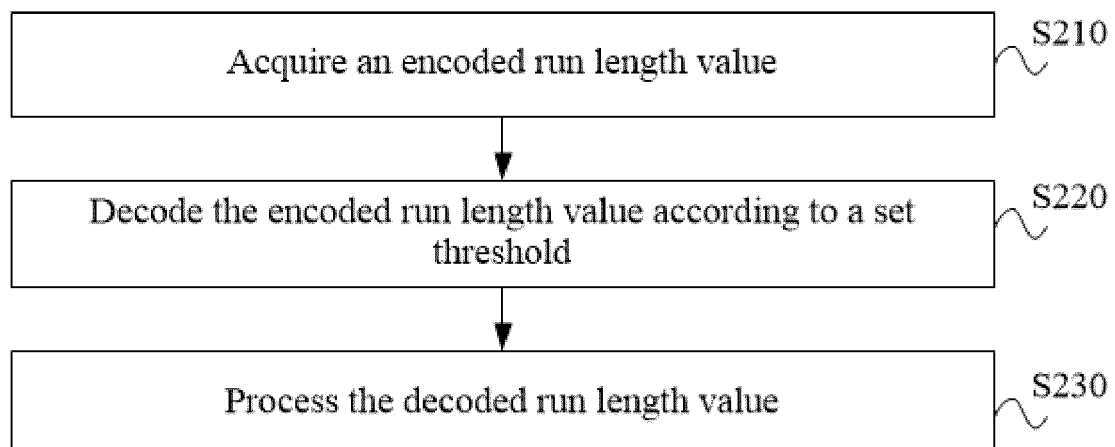 S210
Acquire an encoded run length value
S220
Decode the encoded run length value according to a set
threshold
S230
Process the decoded run length value